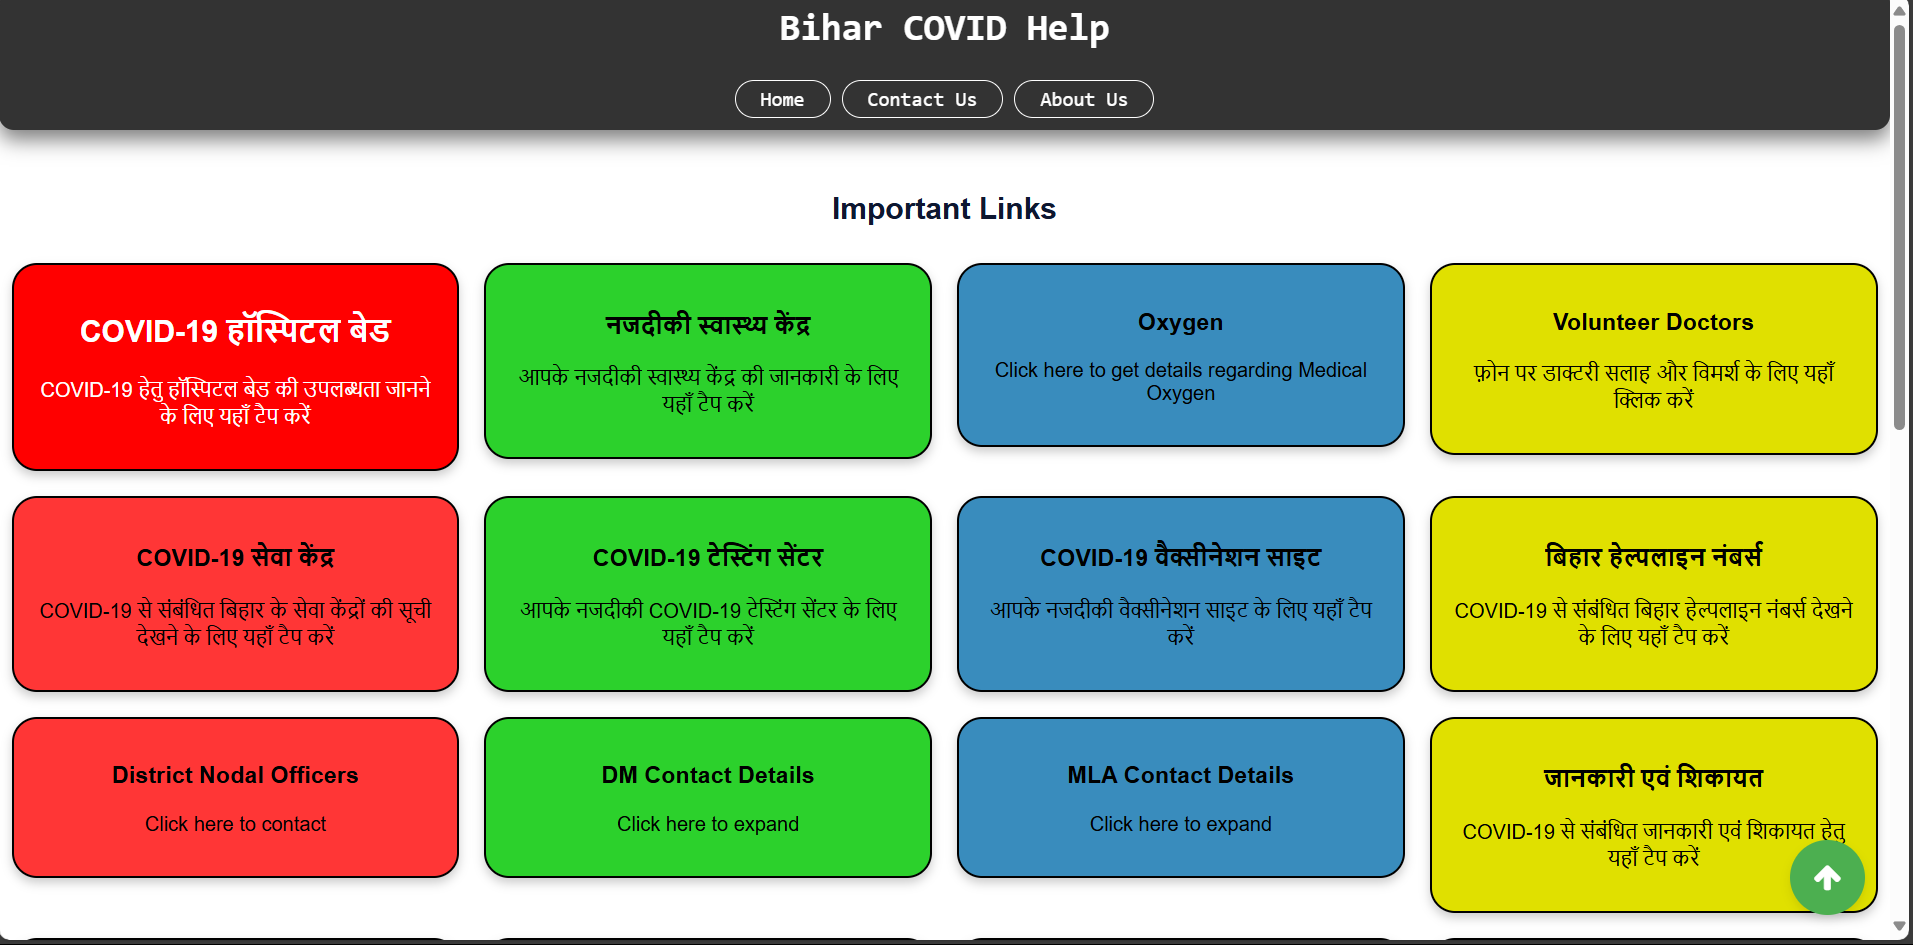 Bihar COVID Help
Home
Contact Us
About Us
Important Links
COVID-19 हॉस्पिटल बेड
COVID-19 हेतु हॉस्पिटल बेड की उपलब्धता जानने
के लिए यहाँ टैप करें
नजदीकी स्वास्थ्य केंद्र
आपके नजदीकी स्वास्थ्य केंद्र की जानकारी के लिए
यहाँ टैप करें
Oxygen
Click here to get details regarding Medical
Oxygen
Volunteer Doctors
फ़ोन पर डाक्टरी सलाह और विमर्श के लिए यहाँ
क्लिक करें
COVID-19 सेवा केंद्र
COVID-19 से संबंधित बिहार के सेवा केंद्रों की सूची
देखने के लिए यहाँ टैप करें
COVID-19 टेस्टिंग सेंटर
आपके नजदीकी COVID-19 टेस्टिंग सेंटर के लिए
यहाँ टैप करें
COVID-19 वैक्सीनेशन साइट
आपके नजदीकी वैक्सीनेशन साइट के लिए यहाँ टैप
करें
बिहार हेल्पलाइन नंबर्स
COVID-19 से संबंधित बिहार हेल्पलाइन नंबर्स देखने
के लिए यहाँ टैप करें
District Nodal Officers
Click here to contact
DM Contact Details
Click here to expand
MLA Contact Details
Click here to expand
जानकारी एवं शिकायत
COVID-19 से संबंधित जानकारी एवं शिकायत हेतु
यहाँ टैप करें